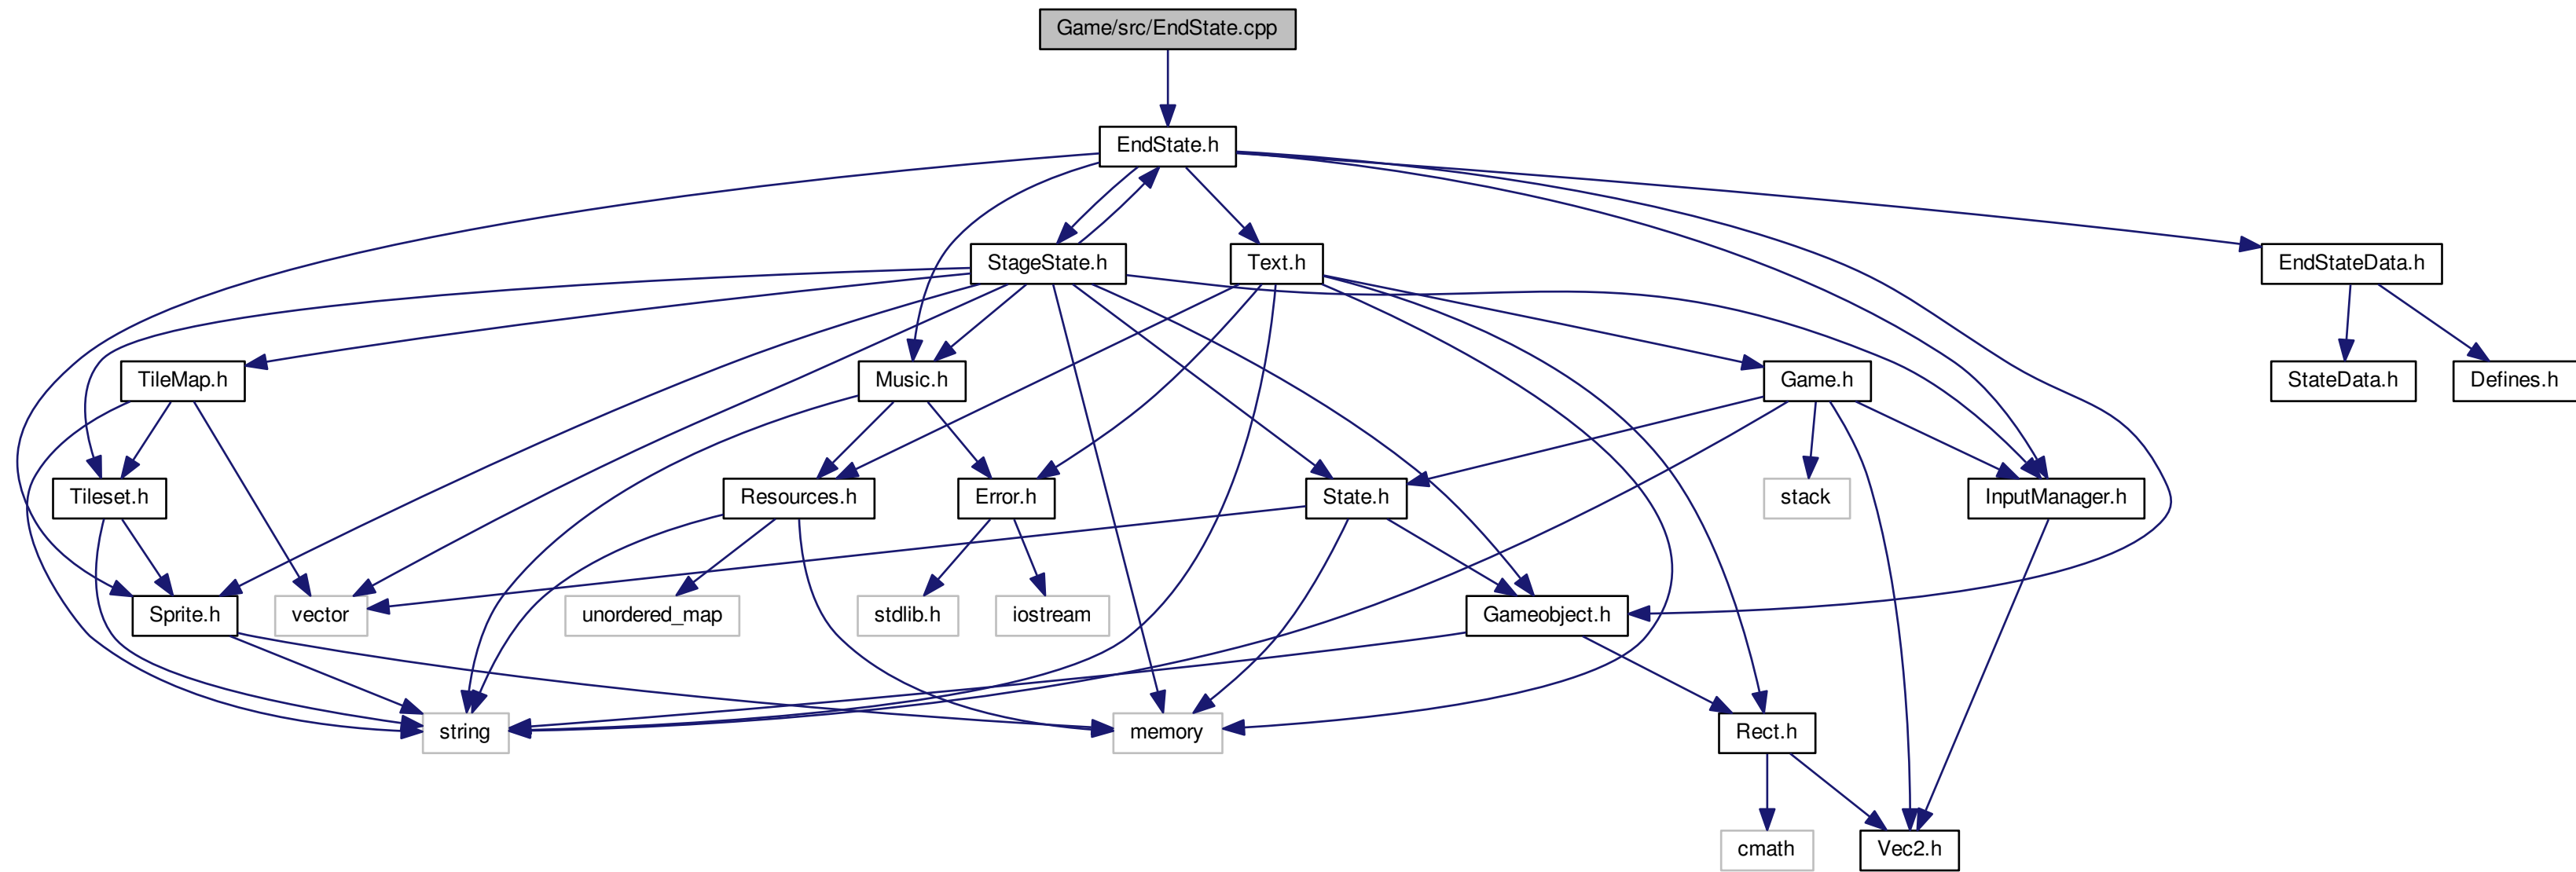 Game/src/EndState.cpp
EndState.h
StageState.h
Text.h
EndStateData.h
TileMap.h
Music.h
Game.h
StateData.h
Defines.h
Tileset.h
Resources.h
Error.h
State.h
stack
InputManager.h
Sprite.h
vector
unordered_map
stdlib.h
iostream
Gameobject.h
string
memory
Rect.h
cmath
Vec2.h